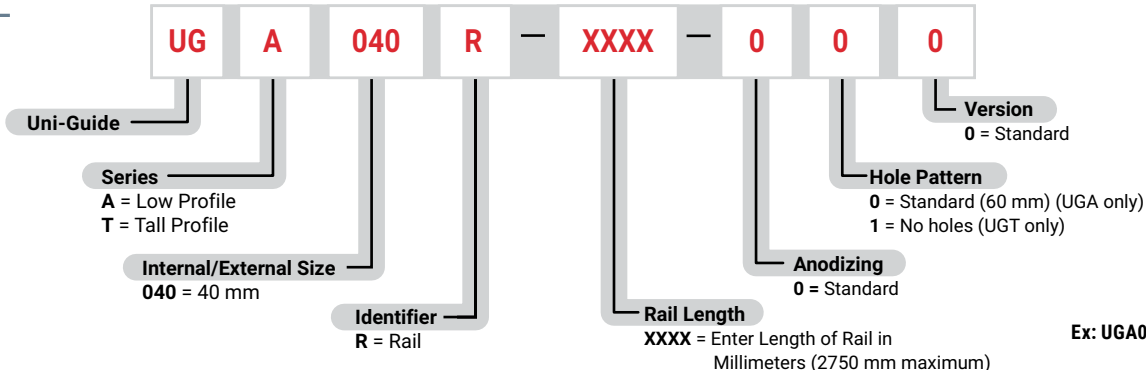 UG A 040 R — XXXX — 0 0 0
Uni-Guide
Series
A = Low Profile
T = Tall Profile
Internal/External Size
040 = 40 mm
Identifier
R = Rail
Rail Length
XXXX = Enter Length of Rail in
Millimeters (2750 mm maximum)
Anodizing
0 = Standard
Hole Pattern
0 = Standard (60 mm) (UGA only)
1 = No holes (UGT only)
Version
0 = Standard
Ex: UGA0